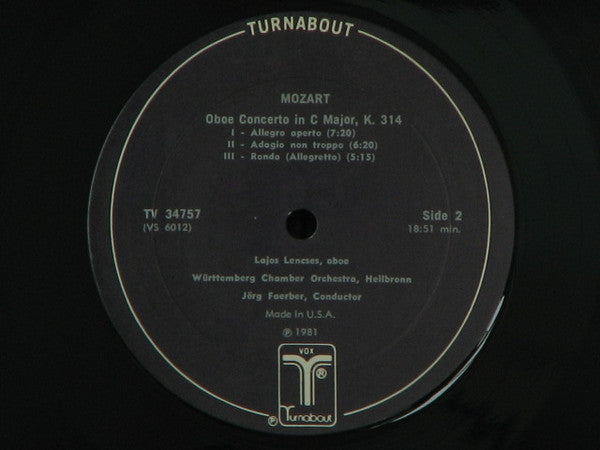 TURNABOUT
MOZART
Oboe Concerto in C Major, K. 314
I - Allegro aperto (7:20)
II - Adagio non troppo (6:20)
III - Rondo (Allegretto) (5:15)
TV 34757
(VS 6012)
Side 2
18:51 min.
Lajos Lencses, oboe
Württemberg Chamber Orchestra, Heilbronn
Jörg Faerber, Conductor
Made in U.S.A.
℗ 1981
VOX
®
℗ Turnabout